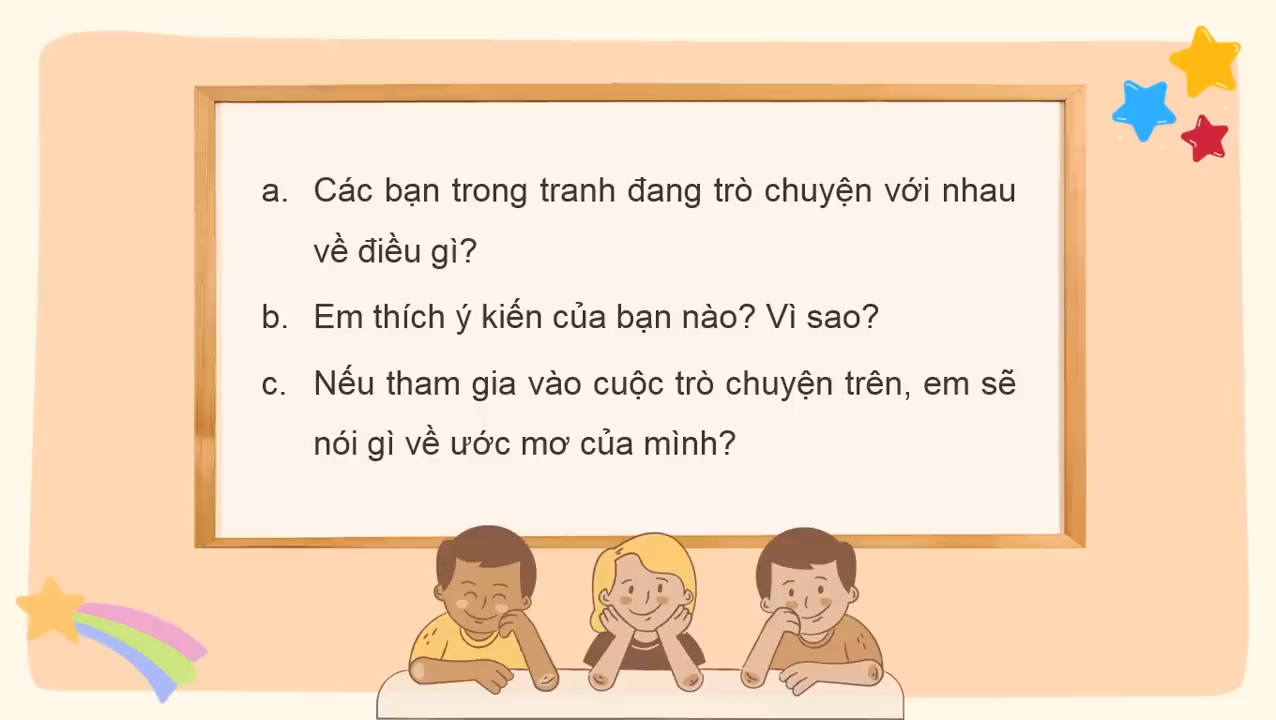 a. Các bạn trong tranh đang trò chuyện với nhau
về điều gì?
b. Em thích ý kiến của bạn nào? Vì sao?
c. Nếu tham gia vào cuộc trò chuyện trên, em sẽ
nói gì về ước mơ của mình?